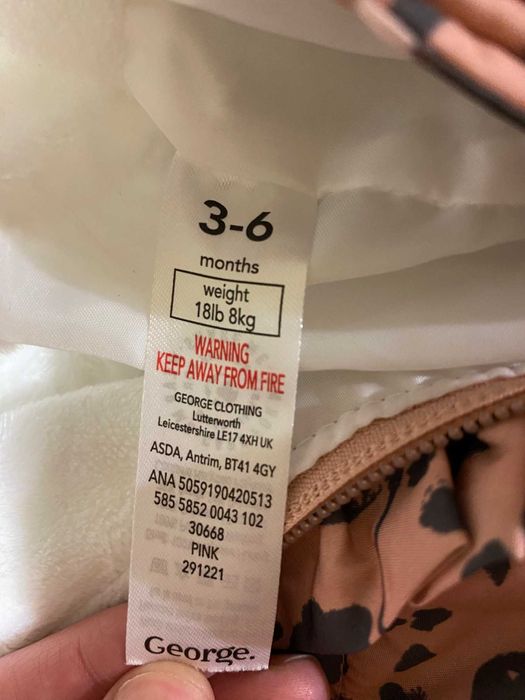 3-6
months
weight
18lb 8kg
WARNING
KEEP AWAY FROM FIRE
GEORGE CLOTHING
Lutterworth
Leicestershire LE17 4XH UK
ASDA, Antrim, BT41 4GY
ANA 5059190420513
585 5852 0043 102
30668
PINK
291221
George.